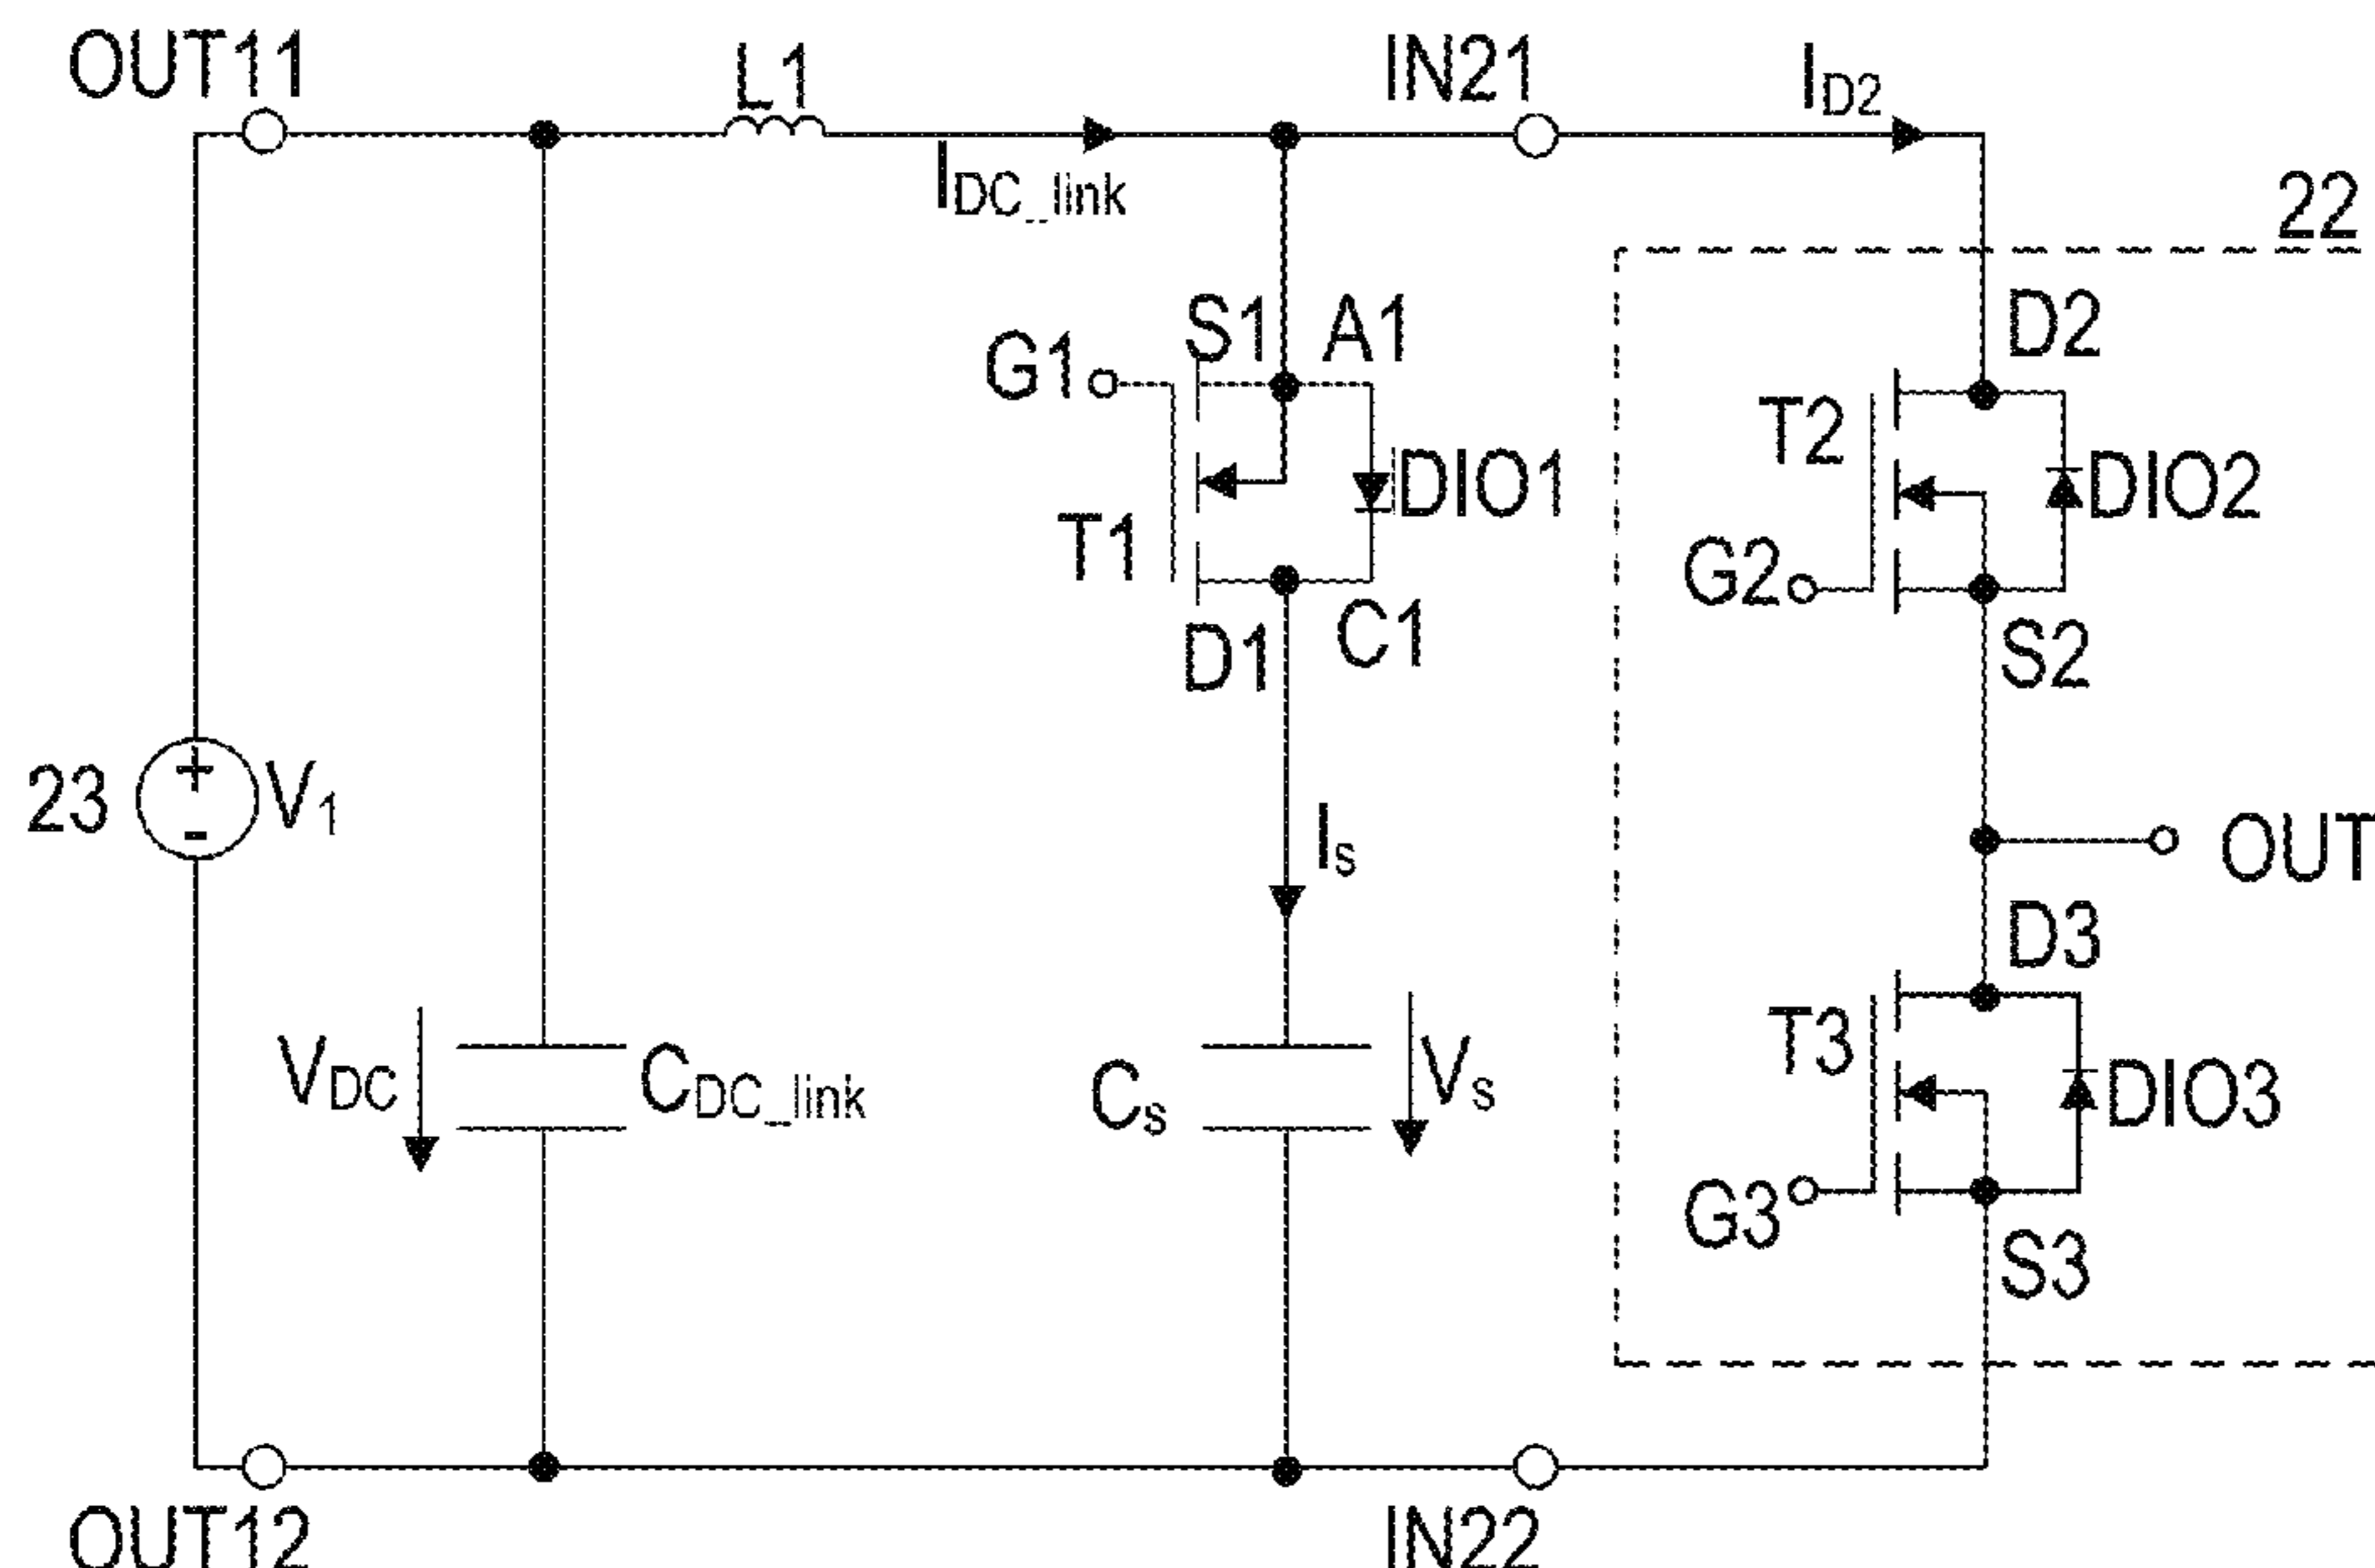 OUT11
L1
IN21
I_D2
I_DC_link
22
S1
A1
D2
G1
T2
DIO1
DIO2
T1
G2
C1
D1
S2
23
+
-
V_1
I_s
OUT
D3
T3
V_DC
C_DC_link
C_s
V_s
DIO3
G3
S3
OUT12
IN22